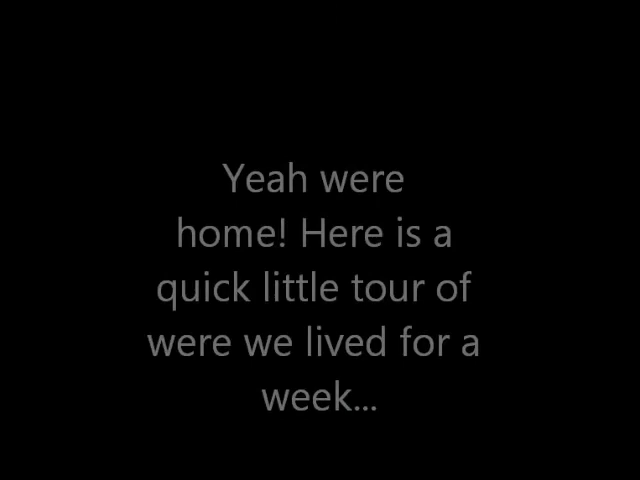 Yeah were
home! Here is a
quick little tour of
were we lived for a
week...